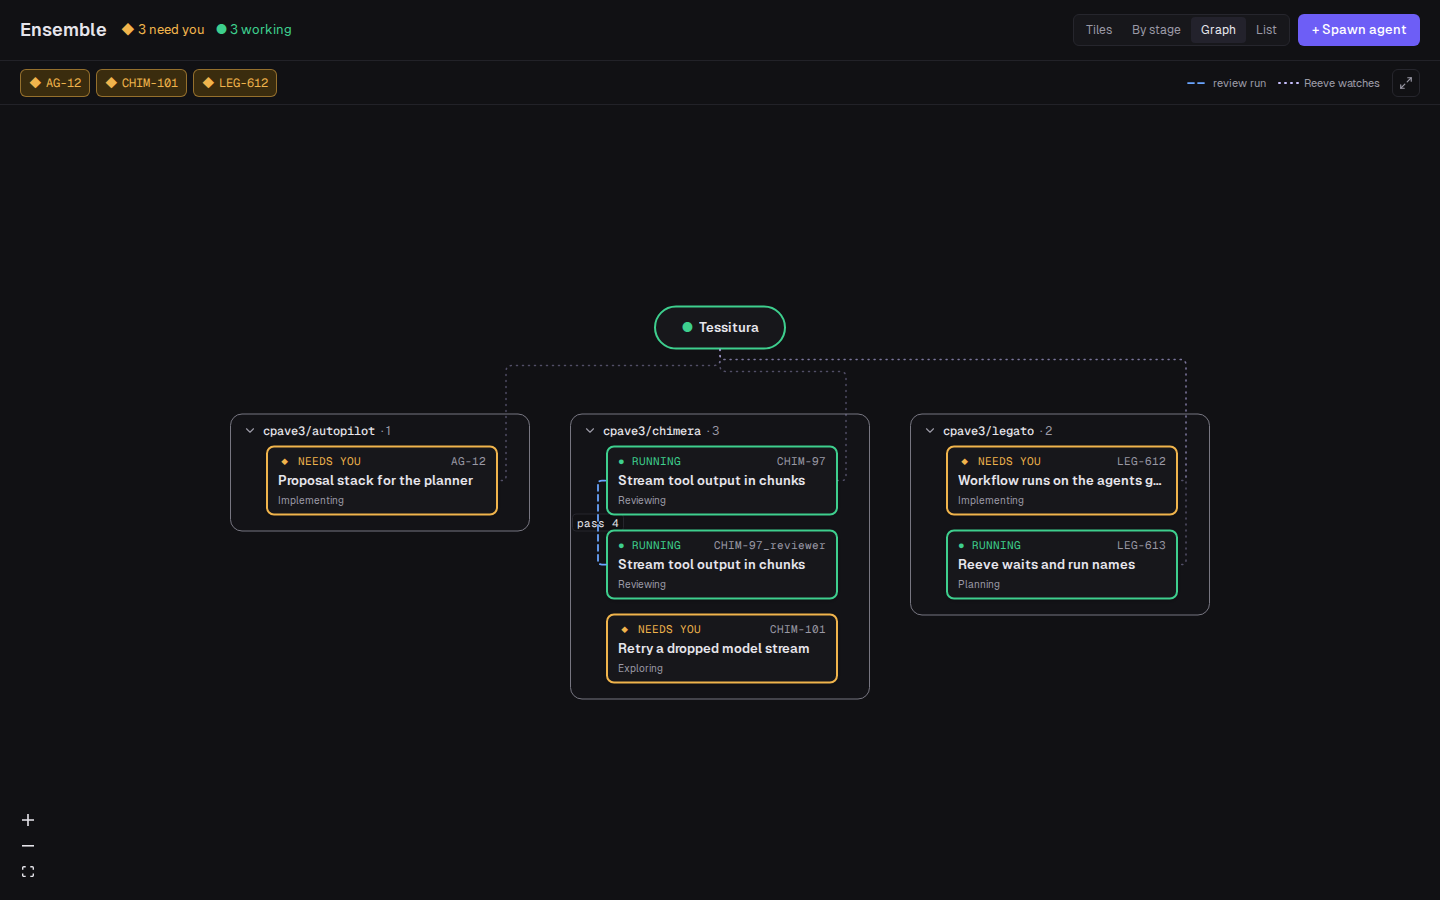 Ensemble
3 need you
3 working
Tiles
By stage
Graph
List
+ Spawn agent
AG-12
CHIM-101
LEG-612
review run
Reeve watches
Tessitura
cpave3/autopilot · 1
NEEDS YOU AG-12
Proposal stack for the planner
Implementing
cpave3/chimera · 3
RUNNING CHIM-97
Stream tool output in chunks
Reviewing
pass 4
RUNNING CHIM-97_reviewer
Stream tool output in chunks
Reviewing
NEEDS YOU CHIM-101
Retry a dropped model stream
Exploring
cpave3/legato · 2
NEEDS YOU LEG-612
Workflow runs on the agents g…
Implementing
RUNNING LEG-613
Reeve waits and run names
Planning